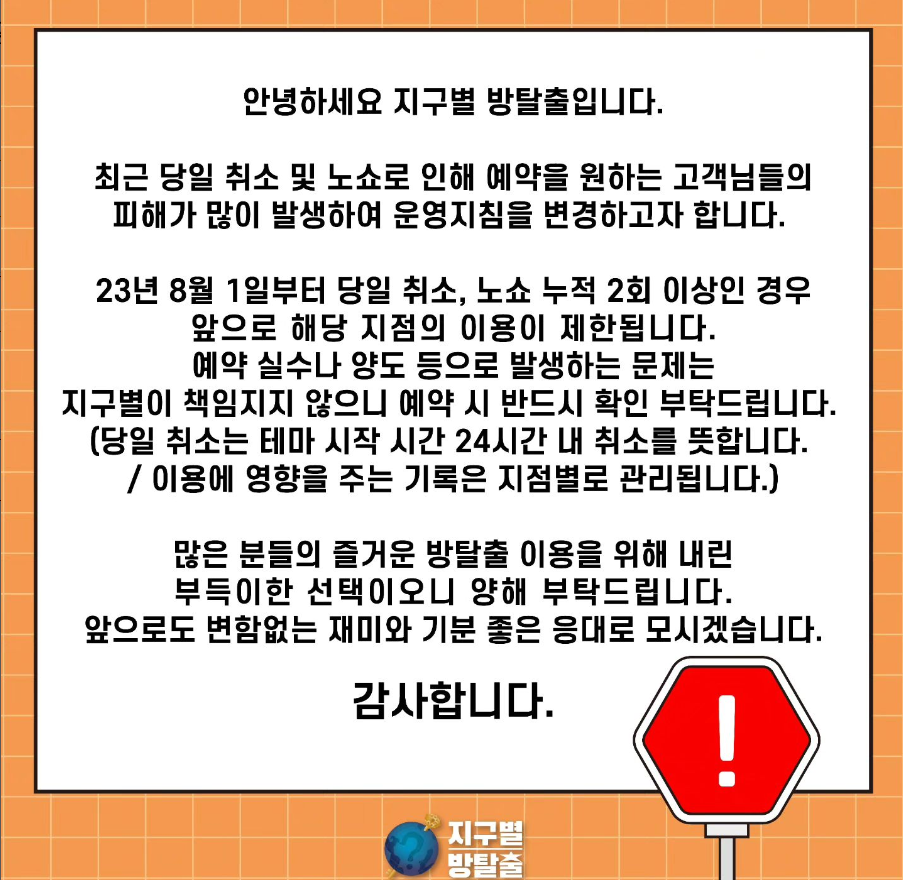 안녕하세요 지구별 방탈출입니다.
최근 당일 취소 및 노쇼로 인해 예약을 원하는 고객님들의
피해가 많이 발생하여 운영지침을 변경하고자 합니다.
23년 8월 1일부터 당일 취소, 노쇼 누적 2회 이상인 경우
앞으로 해당 지점의 이용이 제한됩니다.
예약 실수나 양도 등으로 발생하는 문제는
지구별이 책임지지 않으니 예약 시 반드시 확인 부탁드립니다.
(당일 취소는 테마 시작 시간 24시간 내 취소를 뜻합니다.
/ 이용에 영향을 주는 기록은 지점별로 관리됩니다.)
많은 분들의 즐거운 방탈출 이용을 위해 내린
부득이한 선택이오니 양해 부탁드립니다.
앞으로도 변함없는 재미와 기분 좋은 응대로 모시겠습니다.
감사합니다.
!
지구별
방탈출